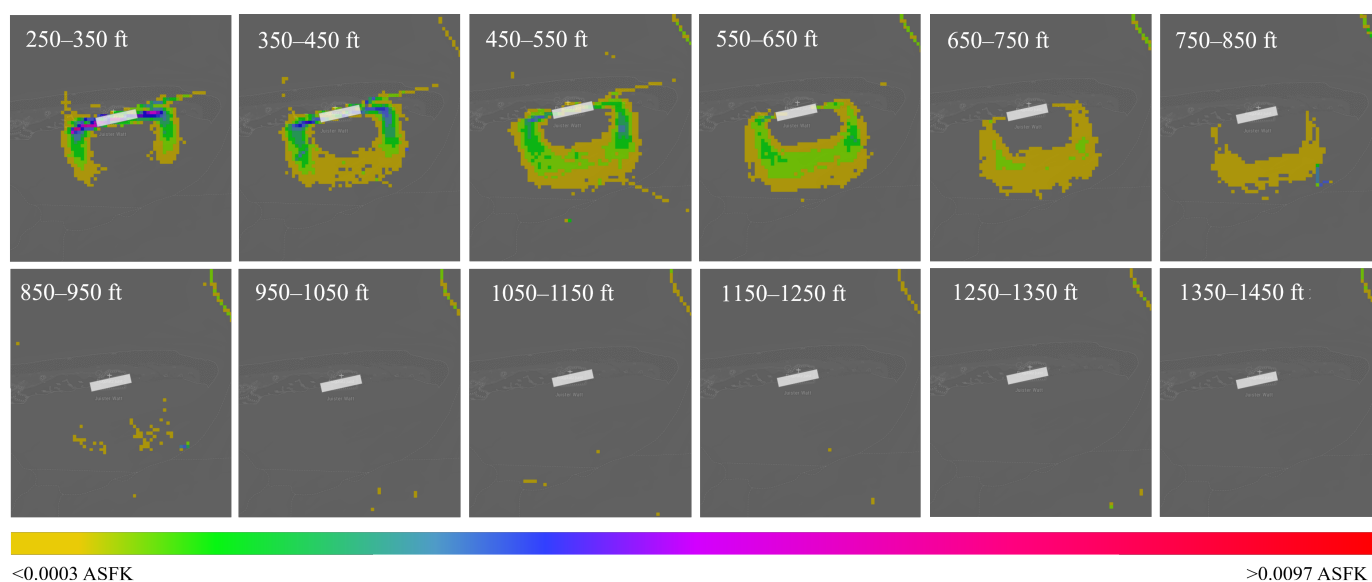 250–350 ft
350–450 ft
450–550 ft
550–650 ft
650–750 ft
750–850 ft
850–950 ft
950–1050 ft
1050–1150 ft
1150–1250 ft
1250–1350 ft
1350–1450 ft
<0.0003 ASFK
>0.0097 ASFK